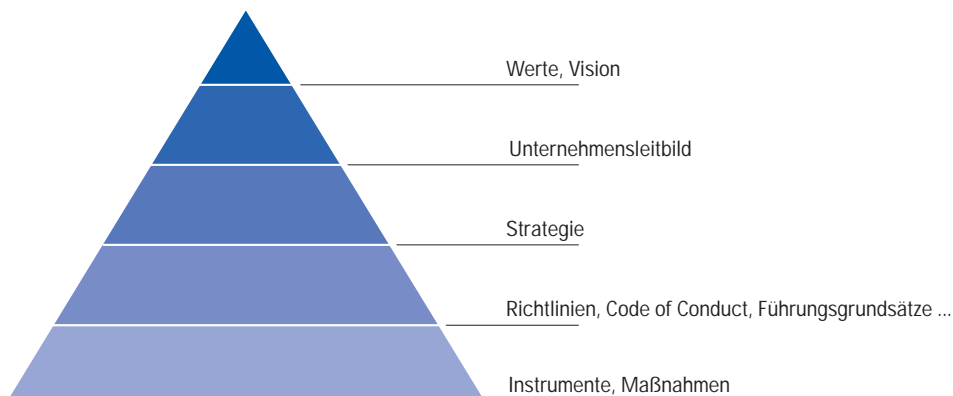 Werte, Vision
Unternehmensleitbild
Strategie
Richtlinien, Code of Conduct, Führungsgrundsätze ...
Instrumente, Maßnahmen